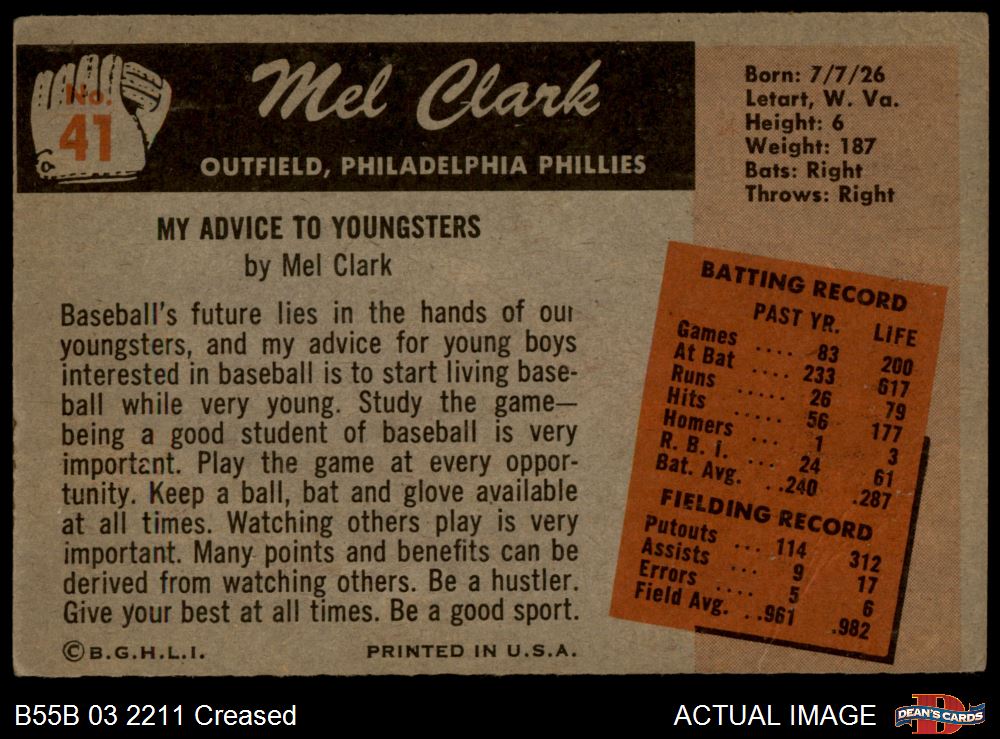 No.
41
Mel Clark
OUTFIELD, PHILADELPHIA PHILLIES
Born: 7/7/26
Letart, W. Va.
Height: 6
Weight: 187
Bats: Right
Throws: Right
MY ADVICE TO YOUNGSTERS
by Mel Clark
Baseball's future lies in the hands of our
youngsters, and my advice for young boys
interested in baseball is to start living base-
ball while very young. Study the game—
being a good student of baseball is very
important. Play the game at every oppor-
tunity. Keep a ball, bat and glove available
at all times. Watching others play is very
important. Many points and benefits can be
derived from watching others. Be a hustler.
Give your best at all times. Be a good sport.
©B.G.H.L.I. PRINTED IN U.S.A.
BATTING RECORD
PAST YR. LIFE
Games .... 83 200
At Bat .... 233 617
Runs ..... 26 79
Hits ..... 56 177
Homers ... 1 3
R. B. I. ... 24 61
Bat. Avg. ..240 .287
FIELDING RECORD
Putouts ... 114 312
Assists ... 9 17
Errors .... 5 6
Field Avg. ..961 .982
B55B 03 2211 Creased
ACTUAL IMAGE
D
DEAN'S CARDS